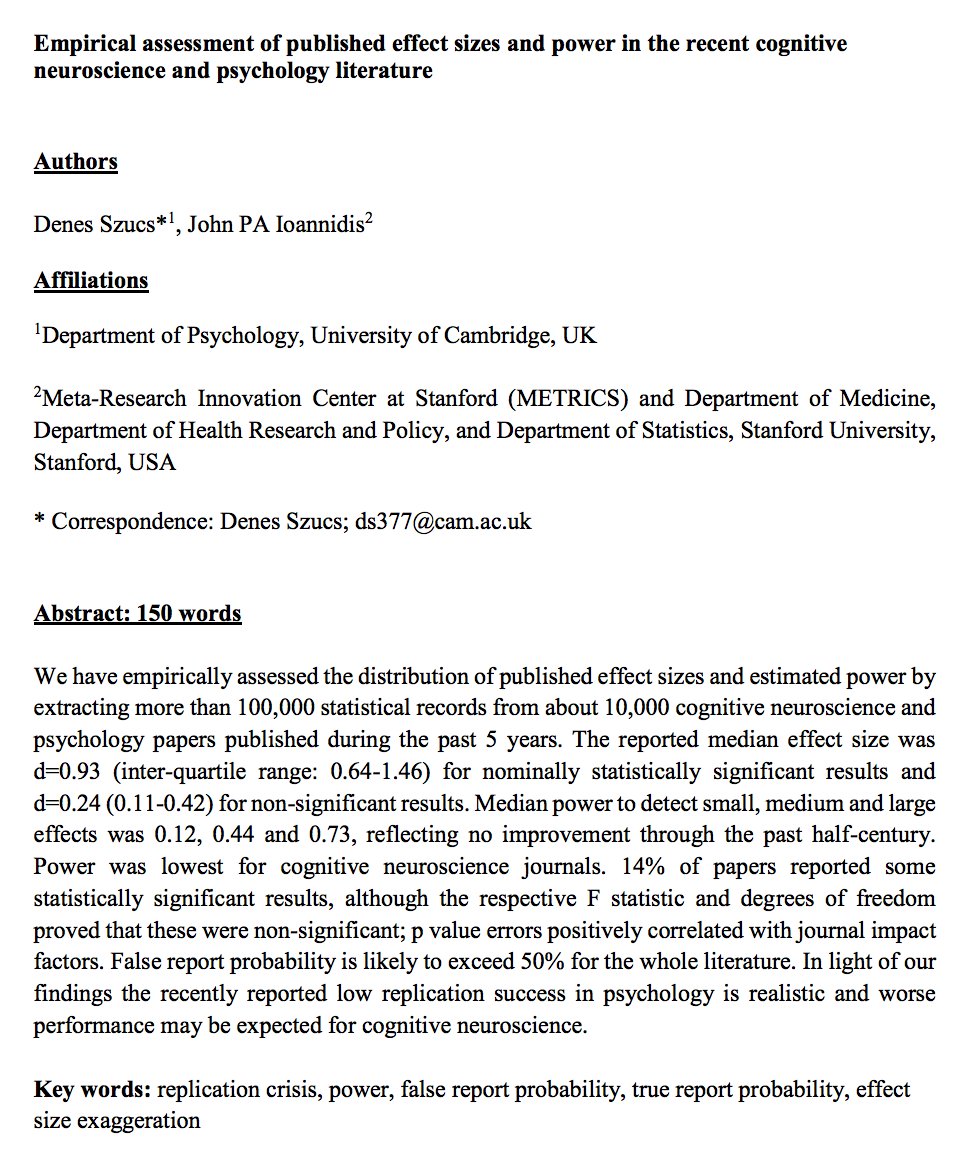 Empirical assessment of published effect sizes and power in the recent cognitive
neuroscience and psychology literature
Authors
Denes Szucs*1, John PA Ioannidis2
Affiliations
1Department of Psychology, University of Cambridge, UK
2Meta-Research Innovation Center at Stanford (METRICS) and Department of Medicine,
Department of Health Research and Policy, and Department of Statistics, Stanford University,
Stanford, USA
* Correspondence: Denes Szucs; ds377@cam.ac.uk
Abstract: 150 words
We have empirically assessed the distribution of published effect sizes and estimated power by
extracting more than 100,000 statistical records from about 10,000 cognitive neuroscience and
psychology papers published during the past 5 years. The reported median effect size was
d=0.93 (inter-quartile range: 0.64-1.46) for nominally statistically significant results and
d=0.24 (0.11-0.42) for non-significant results. Median power to detect small, medium and large
effects was 0.12, 0.44 and 0.73, reflecting no improvement through the past half-century.
Power was lowest for cognitive neuroscience journals. 14% of papers reported some
statistically significant results, although the respective F statistic and degrees of freedom
proved that these were non-significant; p value errors positively correlated with journal impact
factors. False report probability is likely to exceed 50% for the whole literature. In light of our
findings the recently reported low replication success in psychology is realistic and worse
performance may be expected for cognitive neuroscience.
Key words: replication crisis, power, false report probability, true report probability, effect
size exaggeration